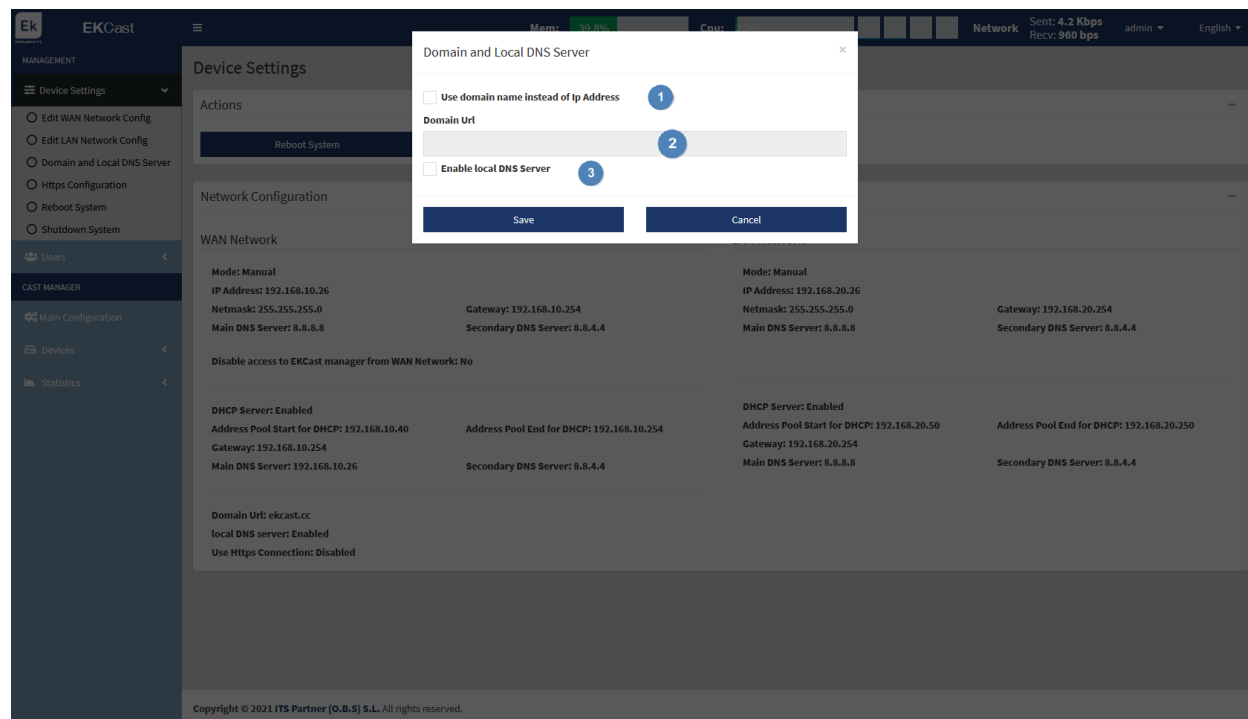 Ek
EKCast
Mem: 39.8% Cpu:
Network
Sent: 4.2 Kbps
Recv: 960 bps
admin
English
MANAGEMENT
Device Settings
Edit WAN Network Config
Edit LAN Network Config
Domain and Local DNS Server
Https Configuration
Reboot System
Shutdown System
Users
CAST MANAGER
Main Configuration
Devices
Statistics
Device Settings
Actions
Reboot System
Domain and Local DNS Server
×
Use domain name instead of Ip Address
1
Domain Url
2
Enable local DNS Server
3
Save
Cancel
Network Configuration
WAN Network
Mode: Manual
IP Address: 192.168.10.26
Netmask: 255.255.255.0
Gateway: 192.168.10.254
Main DNS Server: 8.8.8.8
Secondary DNS Server: 8.8.4.4
Disable access to EKCast manager from WAN Network: No
DHCP Server: Enabled
Address Pool Start for DHCP: 192.168.10.40
Address Pool End for DHCP: 192.168.10.254
Gateway: 192.168.10.254
Main DNS Server: 192.168.10.26
Secondary DNS Server: 8.8.4.4
Domain Url: ekcast.cc
local DNS server: Enabled
Use Https Connection: Disabled
Mode: Manual
IP Address: 192.168.20.26
Netmask: 255.255.255.0
Gateway: 192.168.20.254
Main DNS Server: 8.8.8.8
Secondary DNS Server: 8.8.4.4
DHCP Server: Enabled
Address Pool Start for DHCP: 192.168.20.50
Address Pool End for DHCP: 192.168.20.250
Gateway: 192.168.20.254
Main DNS Server: 8.8.8.8
Secondary DNS Server: 8.8.4.4
Copyright © 2021 ITS Partner (O.B.S) S.L. All rights reserved.